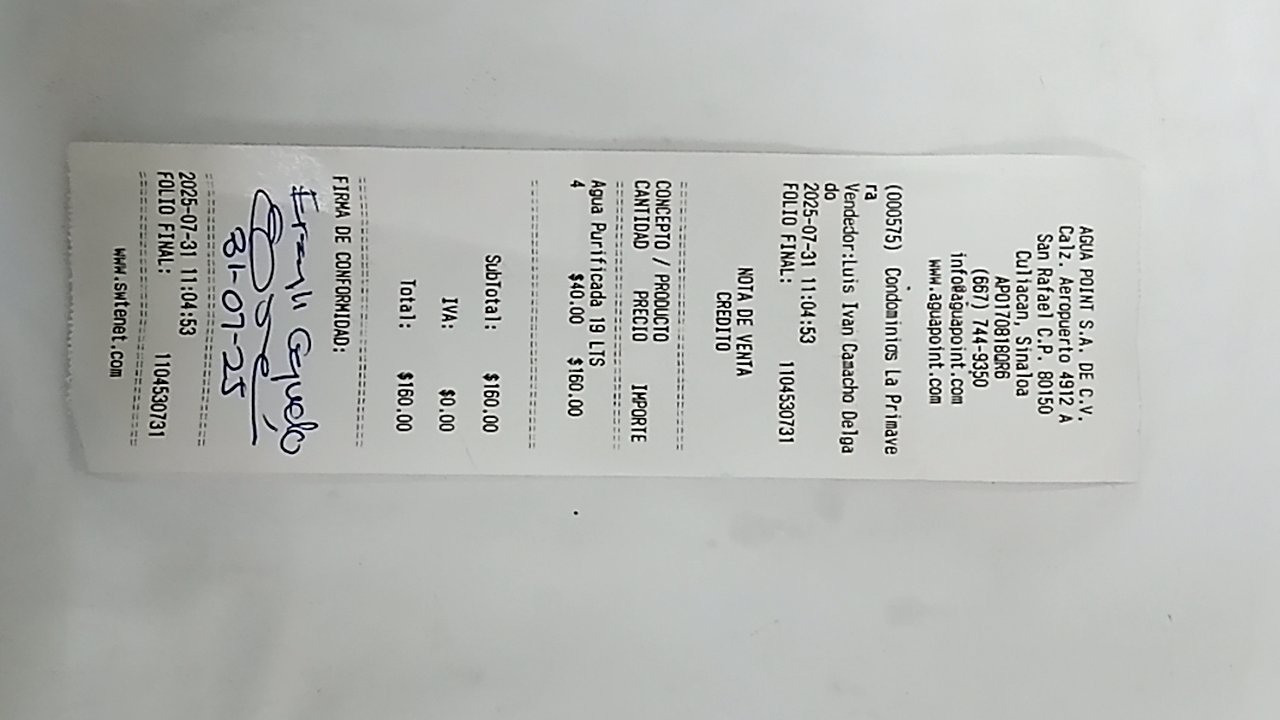 AGUA POINT S.A. DE C.V.
Calz. Aeropuerto 4912 A
San Rafael C.P. 80150
Culiacan, Sinaloa
APO170818QR6
(667) 744-9350
info@aguapoint.com
www.aguapoint.com
(000575) Condominios La Primave
ra
Vendedor:Luis Ivan Camacho Delga
do
2025-07-31 11:04:53
FOLIO FINAL: 1104530731
NOTA DE VENTA
CREDITO
CONCEPTO / PRODUCTO
CANTIDAD PRECIO IMPORTE
Agua Purificada 19 LTS
4 $40.00 $160.00
SubTotal: $160.00
IVA: $0.00
Total: $160.00
FIRMA DE CONFORMIDAD:
31-07-25
2025-07-31 11:04:53
FOLIO FINAL: 1104530731
www.swtenet.com